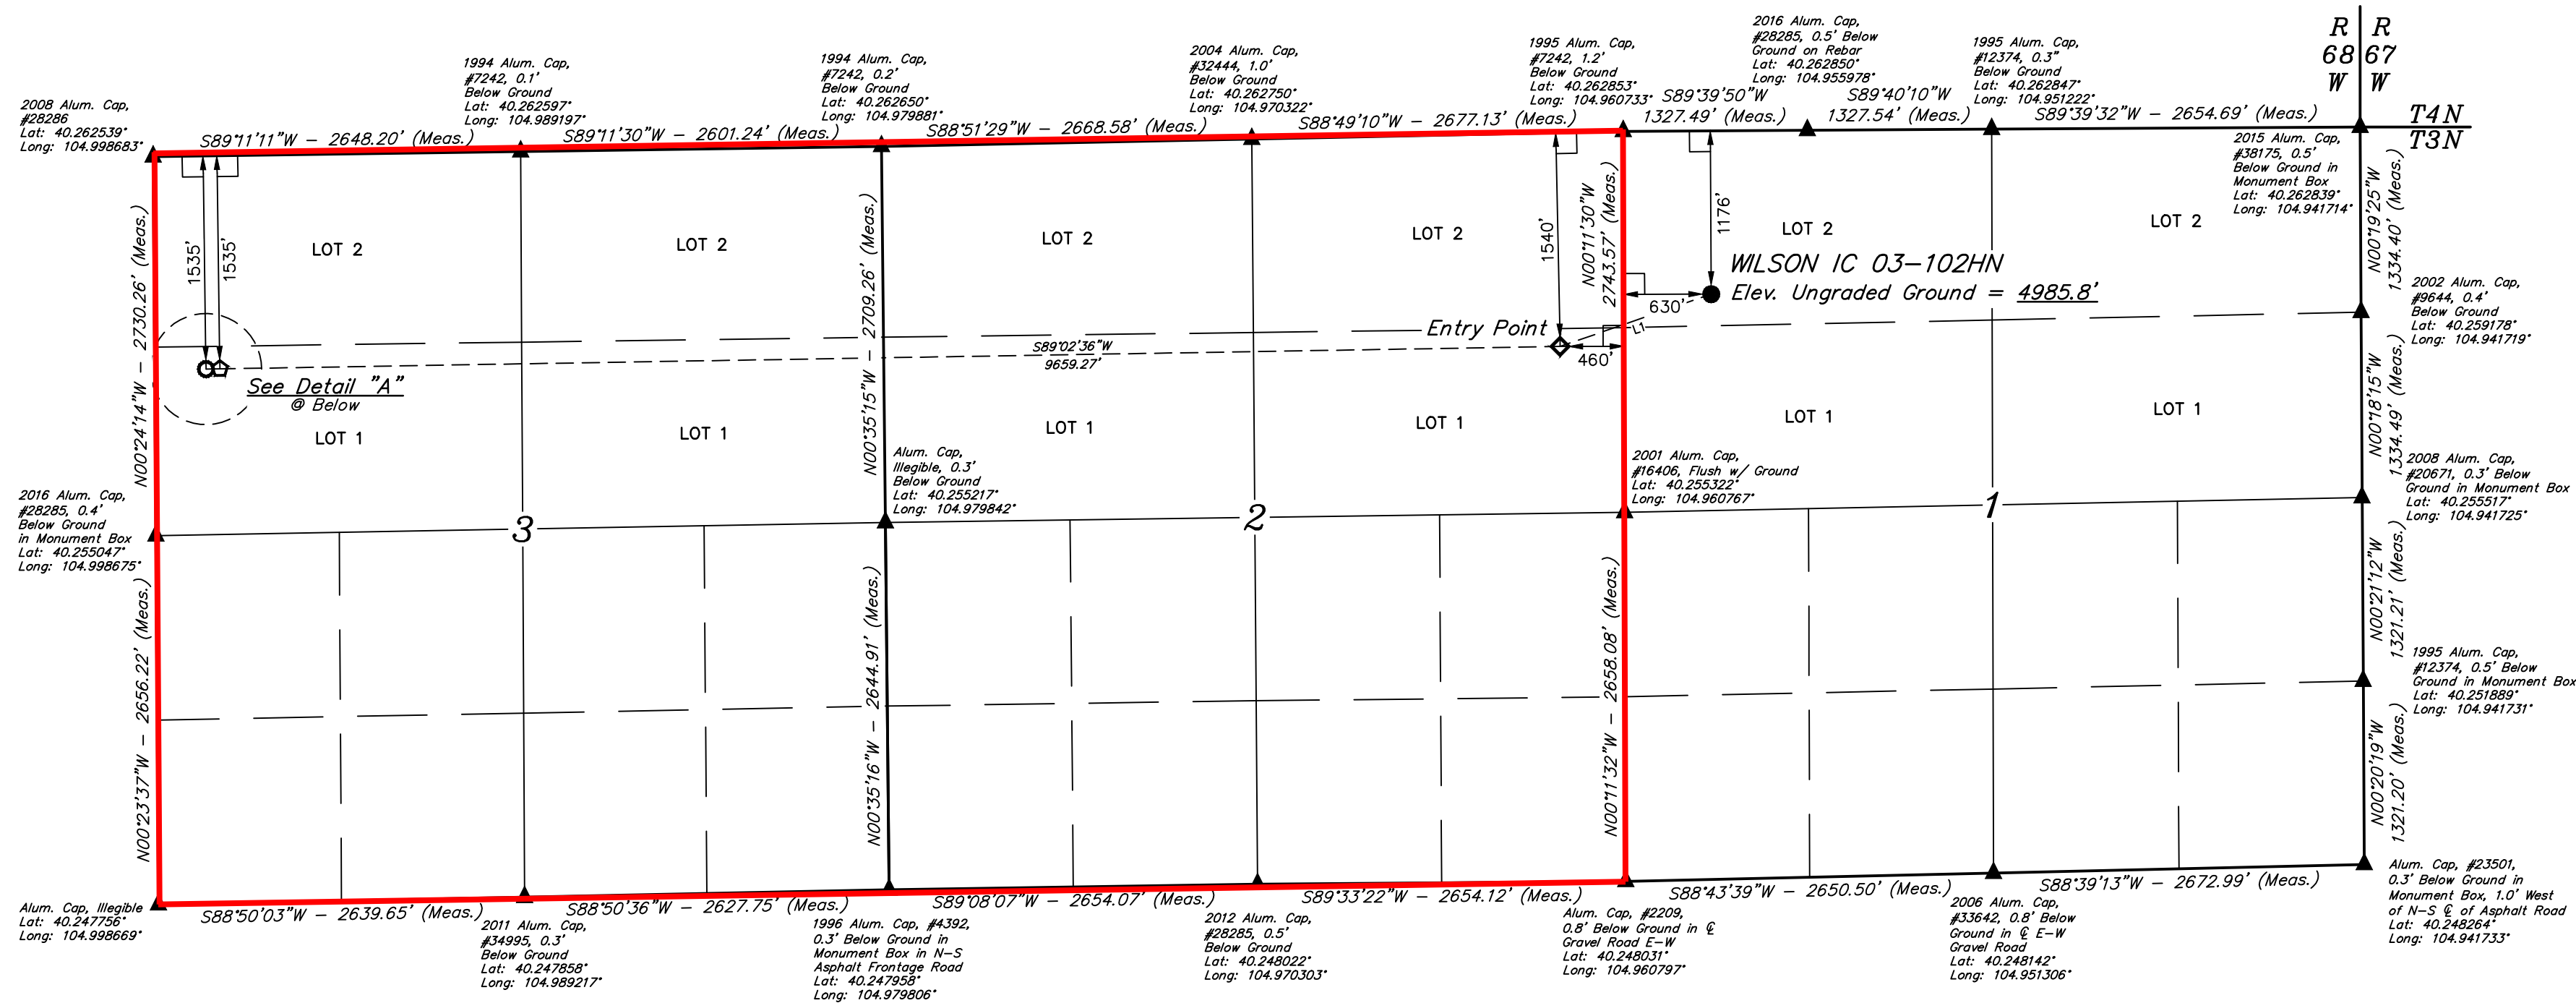 2008 Alum. Cap,
#28286
Lat: 40.262539°
Long: 104.998683°
1994 Alum. Cap,
#7242, 0.1'
Below Ground
Lat: 40.262597°
Long: 104.989197°
1994 Alum. Cap,
#7242, 0.2'
Below Ground
Lat: 40.262650°
Long: 104.979881°
2004 Alum. Cap,
#32444, 1.0'
Below Ground
Lat: 40.262750°
Long: 104.970322°
1995 Alum. Cap,
#7242, 1.2'
Below Ground
Lat: 40.262853°
Long: 104.960733°
2016 Alum. Cap,
#28285, 0.5' Below
Ground on Rebar
Lat: 40.262850°
Long: 104.955978°
1995 Alum. Cap,
#12374, 0.3"
Below Ground
Lat: 40.262847°
Long: 104.951222°
R R
68 67
W W
T4N
T3N
S89°11'11"W – 2648.20' (Meas.)
S89°11'30"W – 2601.24' (Meas.)
S88°51'29"W – 2668.58' (Meas.)
S88°49'10"W – 2677.13' (Meas.)
S89°39'50"W
1327.49' (Meas.)
S89°40'10"W
1327.54' (Meas.)
S89°39'32"W – 2654.69' (Meas.)
2015 Alum. Cap,
#38175, 0.5'
Below Ground in
Monument Box
Lat: 40.262839°
Long: 104.941714°
N00°24'14"W – 2730.26' (Meas.)
1535'
1535'
LOT 2
LOT 2
N00°35'15"W – 2709.26' (Meas.)
LOT 2
LOT 2
1540'
N00°11'30"W
2743.57' (Meas.)
1176'
LOT 2
LOT 2
N00°19'25"W
1334.40' (Meas.)
WILSON IC 03–102HN
Elev. Ungraded Ground = 4985.8'
630'
L1
Entry Point
460'
S89°02'36"W
9659.27'
See Detail "A"
@ Below
2002 Alum. Cap,
#9644, 0.4'
Below Ground
Lat: 40.259178°
Long: 104.941719°
LOT 1
LOT 1
LOT 1
LOT 1
LOT 1
LOT 1
N00°18'15"W
1334.49' (Meas.)
2016 Alum. Cap,
#28285, 0.4'
Below Ground
in Monument Box
Lat: 40.255047°
Long: 104.998675°
Alum. Cap,
Illegible, 0.3'
Below Ground
Lat: 40.255217°
Long: 104.979842°
2001 Alum. Cap,
#16406, Flush w/ Ground
Lat: 40.255322°
Long: 104.960767°
2008 Alum. Cap,
#20671, 0.3' Below
Ground in Monument Box
Lat: 40.255517°
Long: 104.941725°
3
2
1
N00°23'37"W – 2656.22' (Meas.)
N00°35'16"W – 2644.91' (Meas.)
N00°11'32"W – 2658.08' (Meas.)
N00°21'12"W
1321.21' (Meas.)
1995 Alum. Cap,
#12374, 0.5' Below
Ground in Monument Box
Lat: 40.251889°
Long: 104.941731°
N00°20'19"W
1321.20' (Meas.)
Alum. Cap, Illegible
Lat: 40.247756°
Long: 104.998669°
S88°50'03"W – 2639.65' (Meas.)
S88°50'36"W – 2627.75' (Meas.)
S89°08'07"W – 2654.07' (Meas.)
S89°33'22"W – 2654.12' (Meas.)
S88°43'39"W – 2650.50' (Meas.)
S88°39'13"W – 2672.99' (Meas.)
2011 Alum. Cap,
#34995, 0.3'
Below Ground
Lat: 40.247858°
Long: 104.989217°
1996 Alum. Cap, #4392,
0.3' Below Ground in
Monument Box in N–S
Asphalt Frontage Road
Lat: 40.247958°
Long: 104.979806°
2012 Alum. Cap,
#28285, 0.5'
Below Ground
Lat: 40.248022°
Long: 104.970303°
Alum. Cap, #2209,
0.8' Below Ground in ℄
Gravel Road E–W
Lat: 40.248031°
Long: 104.960797°
2006 Alum. Cap,
#33642, 0.8' Below
Ground in ℄ E–W
Gravel Road
Lat: 40.248142°
Long: 104.951306°
Alum. Cap, #23501,
0.3' Below Ground in
Monument Box, 1.0' West
of N–S ℄ of Asphalt Road
Lat: 40.248264°
Long: 104.941733°